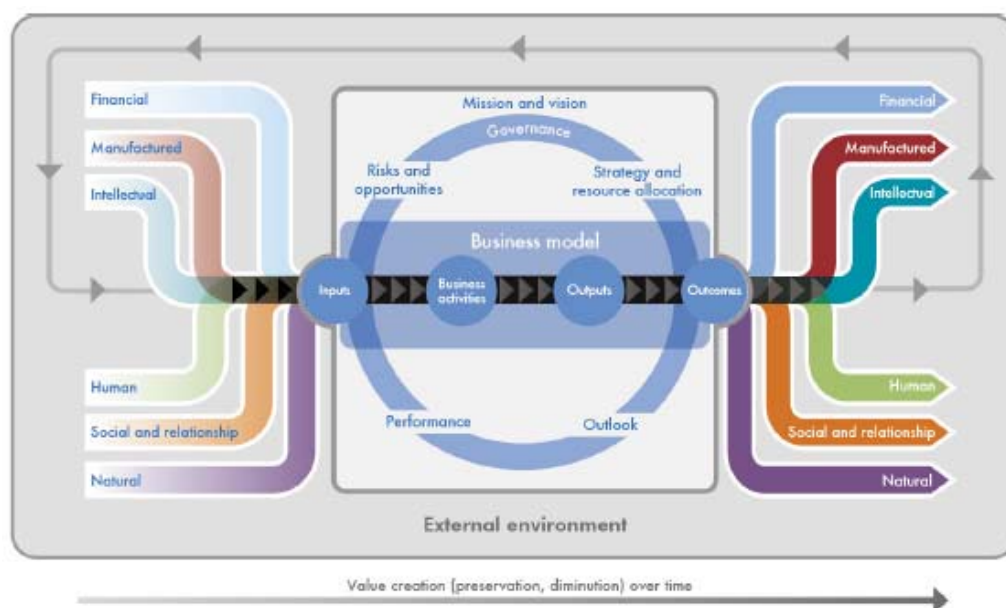 Financial
Manufactured
Intellectual
Human
Social and relationship
Natural
Mission and vision
Governance
Risks and
opportunities
Strategy and
resource allocation
Business model
Inputs
Business
activities
Outputs
Outcomes
Performance
Outlook
Financial
Manufactured
Intellectual
Human
Social and relationship
Natural
External environment
Value creation (preservation, diminution) over time